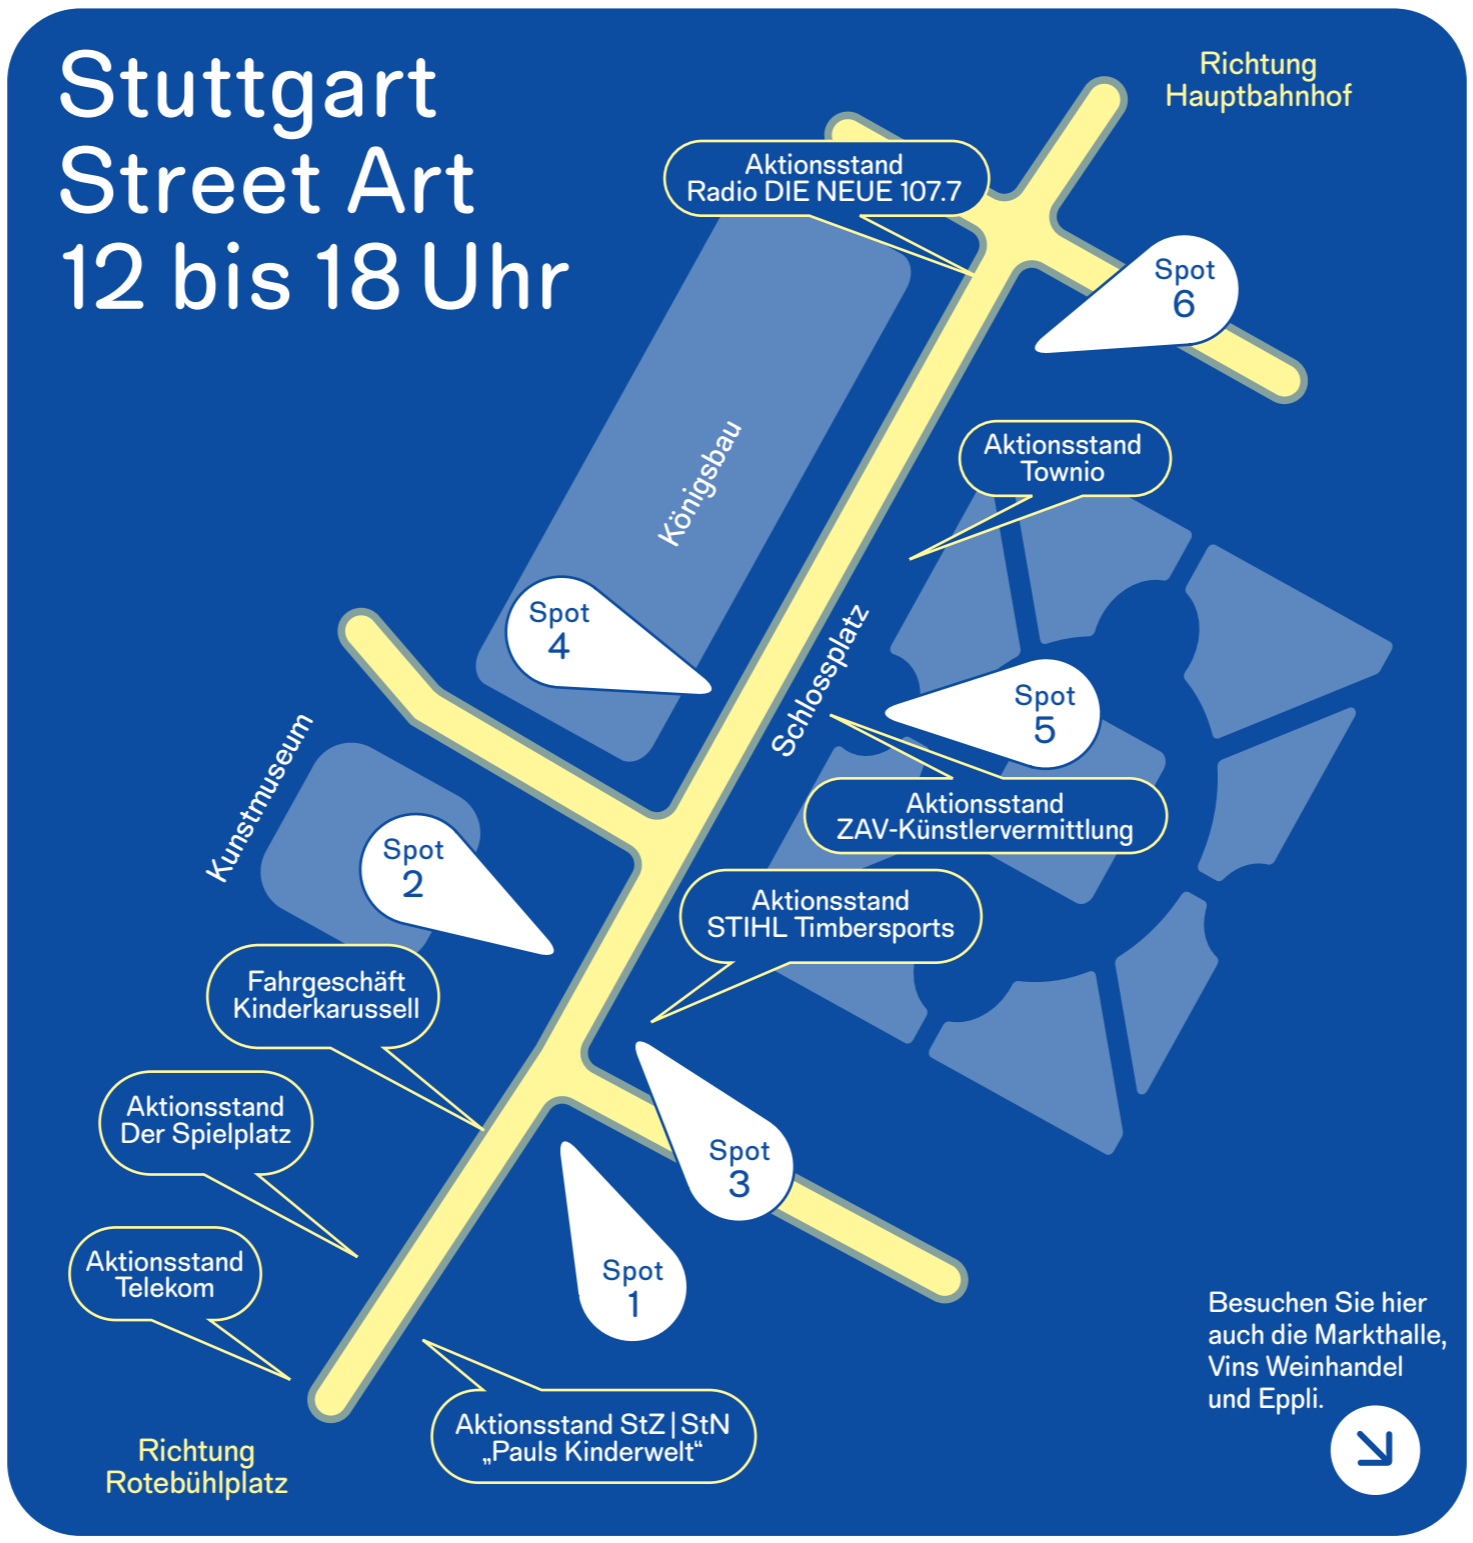 Stuttgart
Street Art
12 bis 18 Uhr
Richtung
Hauptbahnhof
Aktionsstand
Radio DIE NEUE 107.7
Spot
6
Aktionsstand
Townio
Königsbau
Spot
4
Schlossplatz
Spot
5
Kunstmuseum
Aktionsstand
ZAV-Künstlervermittlung
Spot
2
Aktionsstand
STIHL Timbersports
Fahrgeschäft
Kinderkarussell
Aktionsstand
Der Spielplatz
Spot
3
Aktionsstand
Telekom
Spot
1
Besuchen Sie hier
auch die Markthalle,
Vins Weinhandel
und Eppli.
Aktionsstand StZ|StN
„Pauls Kinderwelt“
Richtung
Rotebühlplatz